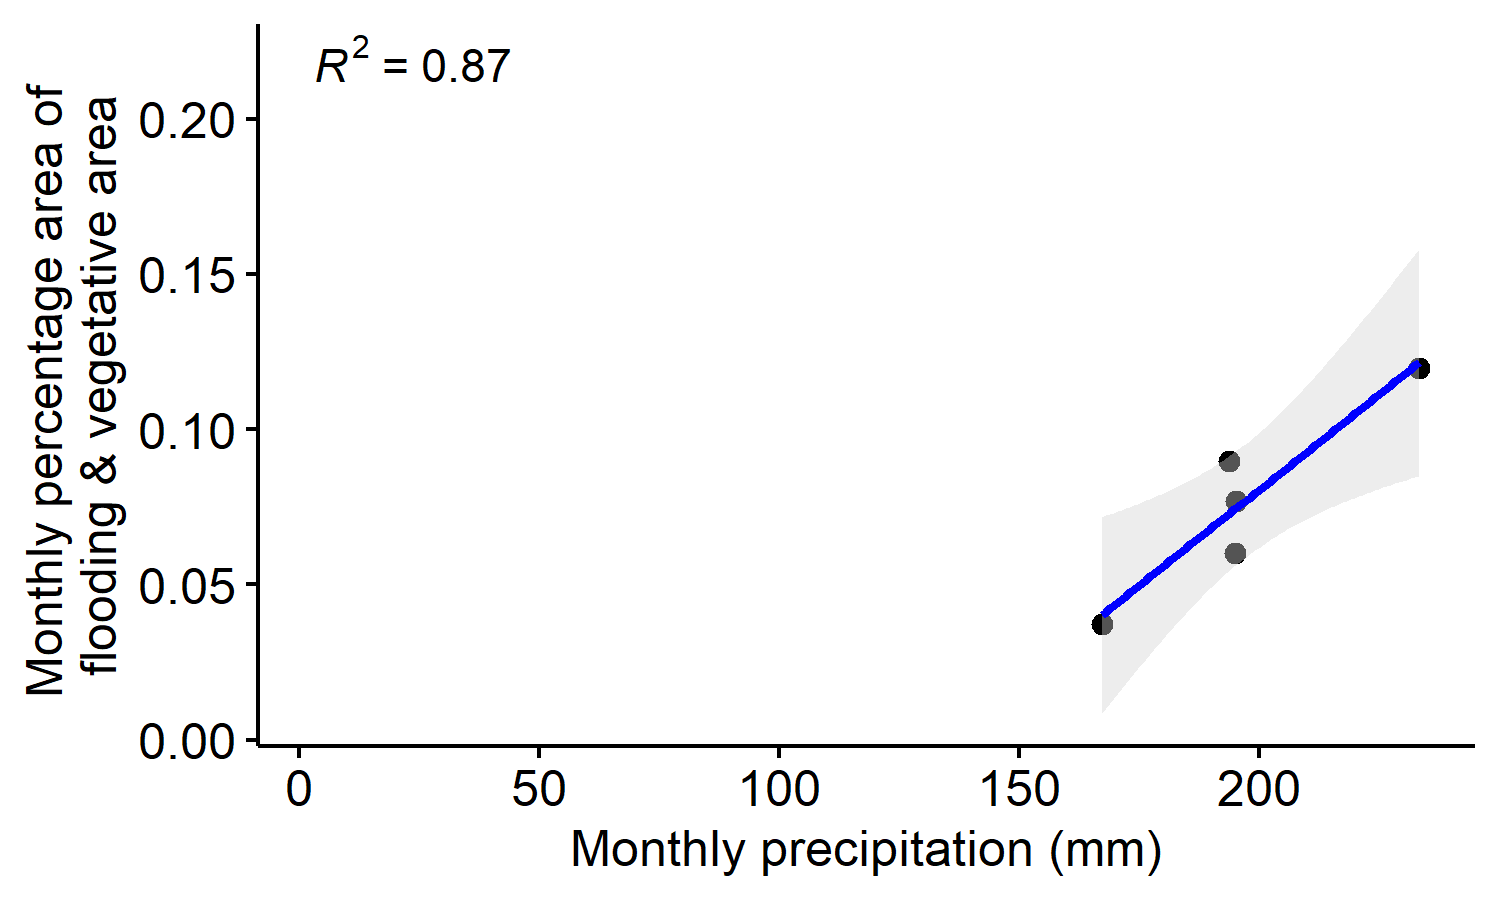 R² = 0.87
Monthly percentage area of
flooding & vegetative area
0.20
0.15
0.10
0.05
0.00
0 50 100 150 200
Monthly precipitation (mm)